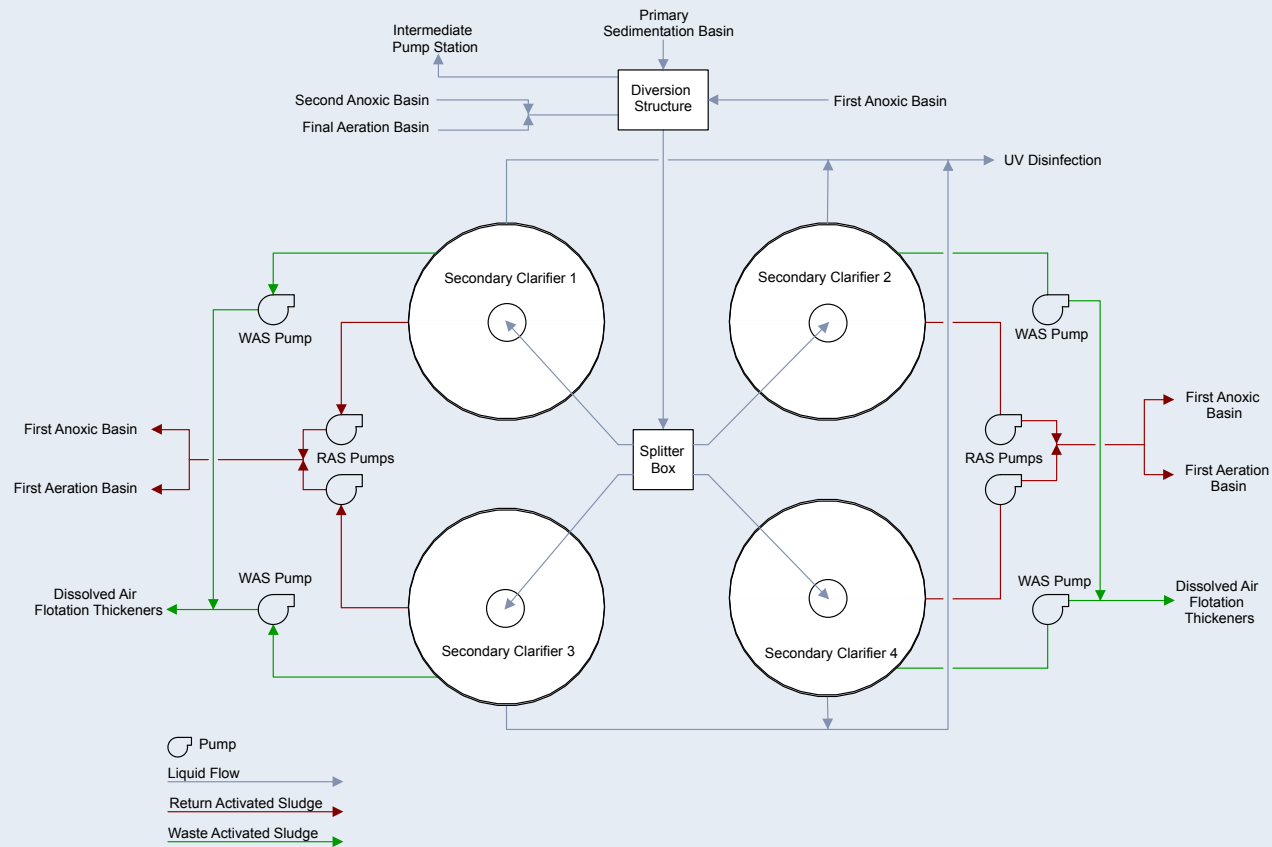 Primary
Sedimentation Basin
Intermediate
Pump Station
Diversion
Structure
Second Anoxic Basin
First Anoxic Basin
Final Aeration Basin
UV Disinfection
Secondary Clarifier 1
Secondary Clarifier 2
WAS Pump
WAS Pump
First Anoxic Basin
First Aeration Basin
RAS Pumps
Splitter
Box
RAS Pumps
First Anoxic
Basin
First Aeration
Basin
WAS Pump
WAS Pump
Dissolved Air
Flotation Thickeners
Dissolved Air
Flotation
Thickeners
Secondary Clarifier 3
Secondary Clarifier 4
Pump
Liquid Flow
Return Activated Sludge
Waste Activated Sludge